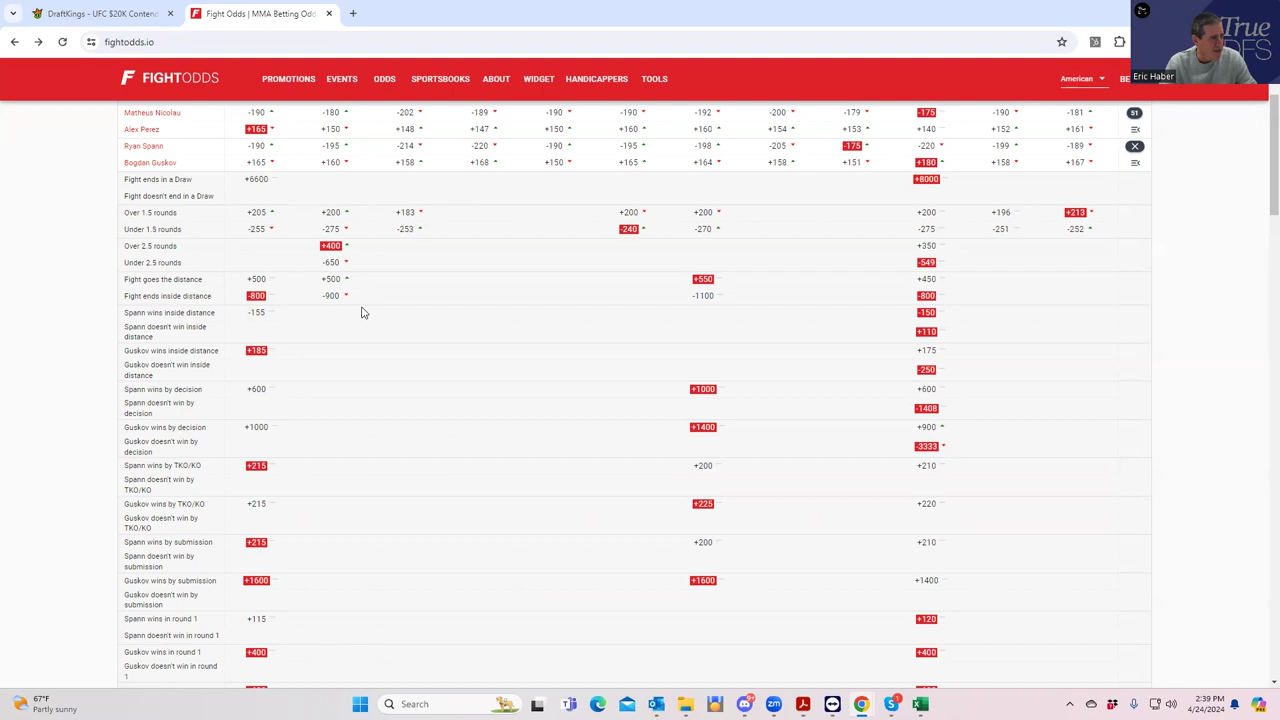 DraftKings - UFC $20K Contend
Fight Odds | MMA Betting Odd
fightodds.io
True
DFS
Eric Haber
FIGHTODDS PROMOTIONS EVENTS ODDS SPORTSBOOKS ABOUT WIDGET HANDICAPPERS TOOLS American BE
Matheus Nicolau -190 -180 -202 -189 -190 -190 -192 -200 -179 -175 -190 -181 51
Alex Perez +165 +150 +148 +147 +150 +160 +160 +154 +153 +140 +152 +161
Ryan Spann -190 -195 -214 -220 -190 -195 -198 -205 -175 -220 -199 -189
Bogdan Guskov +165 +160 +158 +168 +150 +165 +164 +158 +151 +180 +158 +167
Fight ends in a Draw +6600 +8000
Fight doesn't end in a Draw
Over 1.5 rounds +205 +200 +183 +200 +200 +200 +196 +213
Under 1.5 rounds -255 -275 -253 -240 -270 -275 -251 -252
Over 2.5 rounds +400 +350
Under 2.5 rounds -650 -549
Fight goes the distance +500 +500 +550 +450
Fight ends inside distance -800 -900 -1100 -800
Spann wins inside distance -155 -150
Spann doesn't win inside
distance +110
Guskov wins inside distance +185 +175
Guskov doesn't win inside
distance -250
Spann wins by decision +600 +1000 +600
Spann doesn't win by
decision -1408
Guskov wins by decision +1000 +1400 +900
Guskov doesn't win by
decision -3333
Spann wins by TKO/KO +215 +200 +210
Spann doesn't win by
TKO/KO
Guskov wins by TKO/KO +215 +225 +220
Guskov doesn't win by
TKO/KO
Spann wins by submission +215 +200 +210
Spann doesn't win by
submission
Guskov wins by submission +1600 +1600 +1400
Guskov doesn't win by
submission
Spann wins in round 1 +115 +120
Spann doesn't win in round 1
Guskov wins in round 1 +400 +400
Guskov doesn't win in round
1
67°F
Partly sunny
Search
2:39 PM
4/24/2024